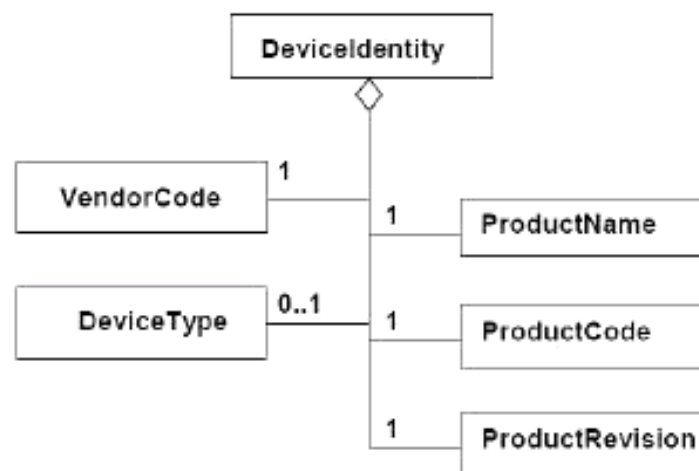 DeviceIdentity
1
VendorCode
1
ProductName
0..1
DeviceType
1
ProductCode
1
ProductRevision